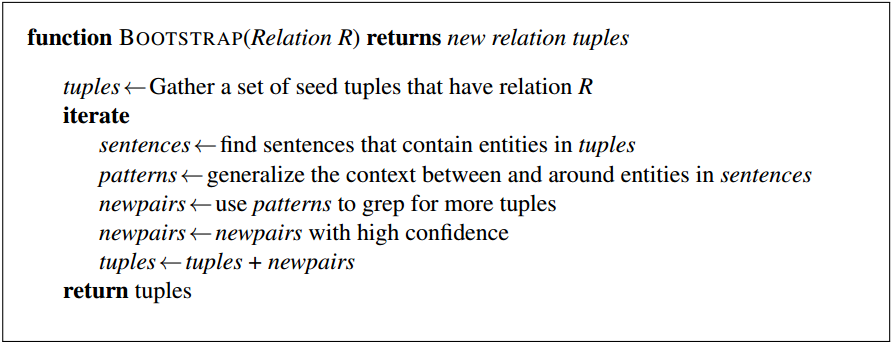 function BOOTSTRAP(Relation R) returns new relation tuples
tuples←Gather a set of seed tuples that have relation R
iterate
sentences←find sentences that contain entities in tuples
patterns←generalize the context between and around entities in sentences
newpairs←use patterns to grep for more tuples
newpairs←newpairs with high confidence
tuples←tuples + newpairs
return tuples